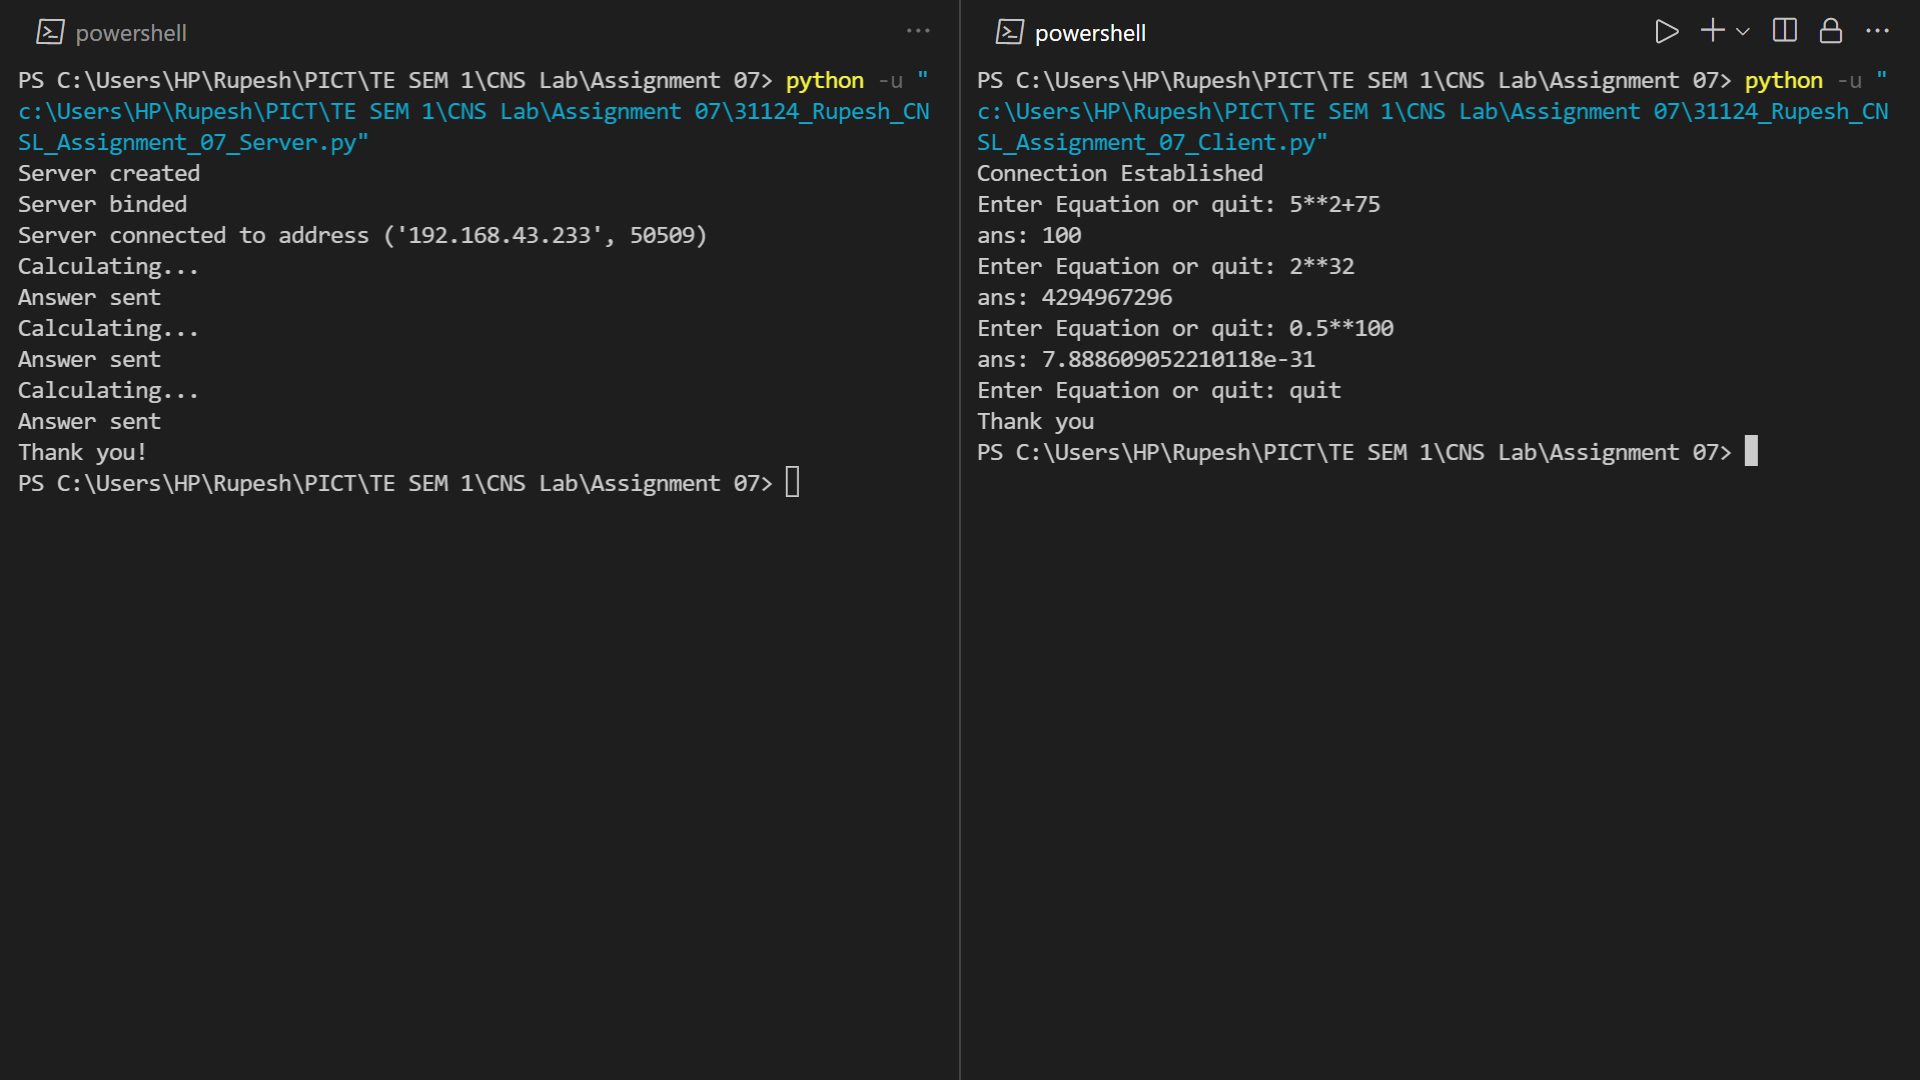 powershell
PS C:\Users\HP\Rupesh\PICT\TE SEM 1\CNS Lab\Assignment 07> python -u "
c:\Users\HP\Rupesh\PICT\TE SEM 1\CNS Lab\Assignment 07\31124_Rupesh_CN
SL_Assignment_07_Server.py"
Server created
Server binded
Server connected to address ('192.168.43.233', 50509)
Calculating...
Answer sent
Calculating...
Answer sent
Calculating...
Answer sent
Thank you!
PS C:\Users\HP\Rupesh\PICT\TE SEM 1\CNS Lab\Assignment 07>
powershell
PS C:\Users\HP\Rupesh\PICT\TE SEM 1\CNS Lab\Assignment 07> python -u "
c:\Users\HP\Rupesh\PICT\TE SEM 1\CNS Lab\Assignment 07\31124_Rupesh_CN
SL_Assignment_07_Client.py"
Connection Established
Enter Equation or quit: 5**2+75
ans: 100
Enter Equation or quit: 2**32
ans: 4294967296
Enter Equation or quit: 0.5**100
ans: 7.888609052210118e-31
Enter Equation or quit: quit
Thank you
PS C:\Users\HP\Rupesh\PICT\TE SEM 1\CNS Lab\Assignment 07>